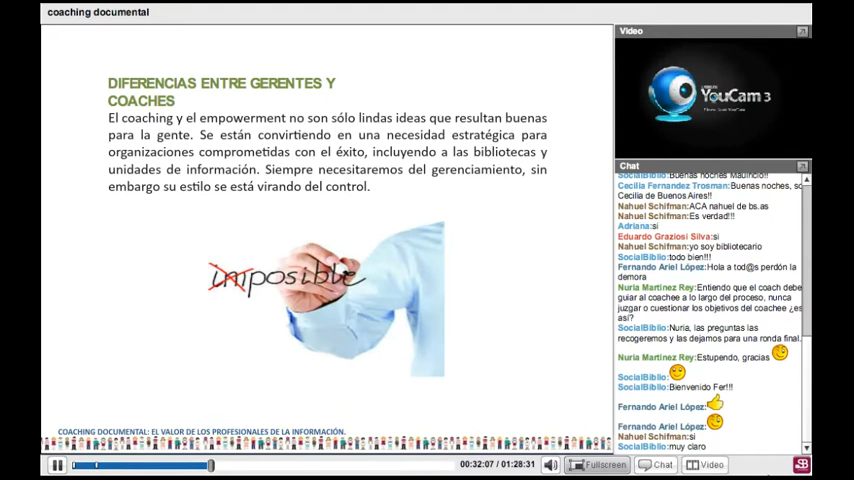 coaching documental
DIFERENCIAS ENTRE GERENTES Y
COACHES
El coaching y el empowerment no son sólo lindas ideas que resultan buenas
para la gente. Se están convirtiendo en una necesidad estratégica para
organizaciones comprometidas con el éxito, incluyendo a las bibliotecas y
unidades de información. Siempre necesitaremos del gerenciamiento, sin
embargo su estilo se está virando del control.
imposible
COACHING DOCUMENTAL: EL VALOR DE LOS PROFESIONALES DE LA INFORMACIÓN.
Video
YouCam 3
Chat
SocialBiblio: Buenas noches Mauricio!!
Cecilia Fernandez Trosman: Buenas noches, so
Cecilia de Buenos Aires!!
Nahuel Schifman: ACA nahuel de bs.as
Nahuel Schifman: Es verdad!!!
Adriana: si
Eduardo Graziosi Silva: si
Nahuel Schifman: yo soy bibliotecario
SocialBiblio: todo bien!!!
Fernando Ariel López: Hola a tod@s perdón la
demora
Nuria Martinez Rey: Entiendo que el coach debe
guiar al coachee a lo largo del proceso, nunca
juzgar o cuestionar los objetivos del coachee ¿es
así?
SocialBiblio: Nuria, las preguntas las
recogeremos y las dejamos para una ronda final.
Nuria Martinez Rey: Estupendo, gracias
SocialBiblio:
SocialBiblio: Bienvenido Fer!!!
Fernando Ariel López:
Fernando Ariel López:
Nahuel Schifman: si
SocialBiblio: muy claro
00:32:07 / 01:28:31
Fullscreen
Chat
Video
SB